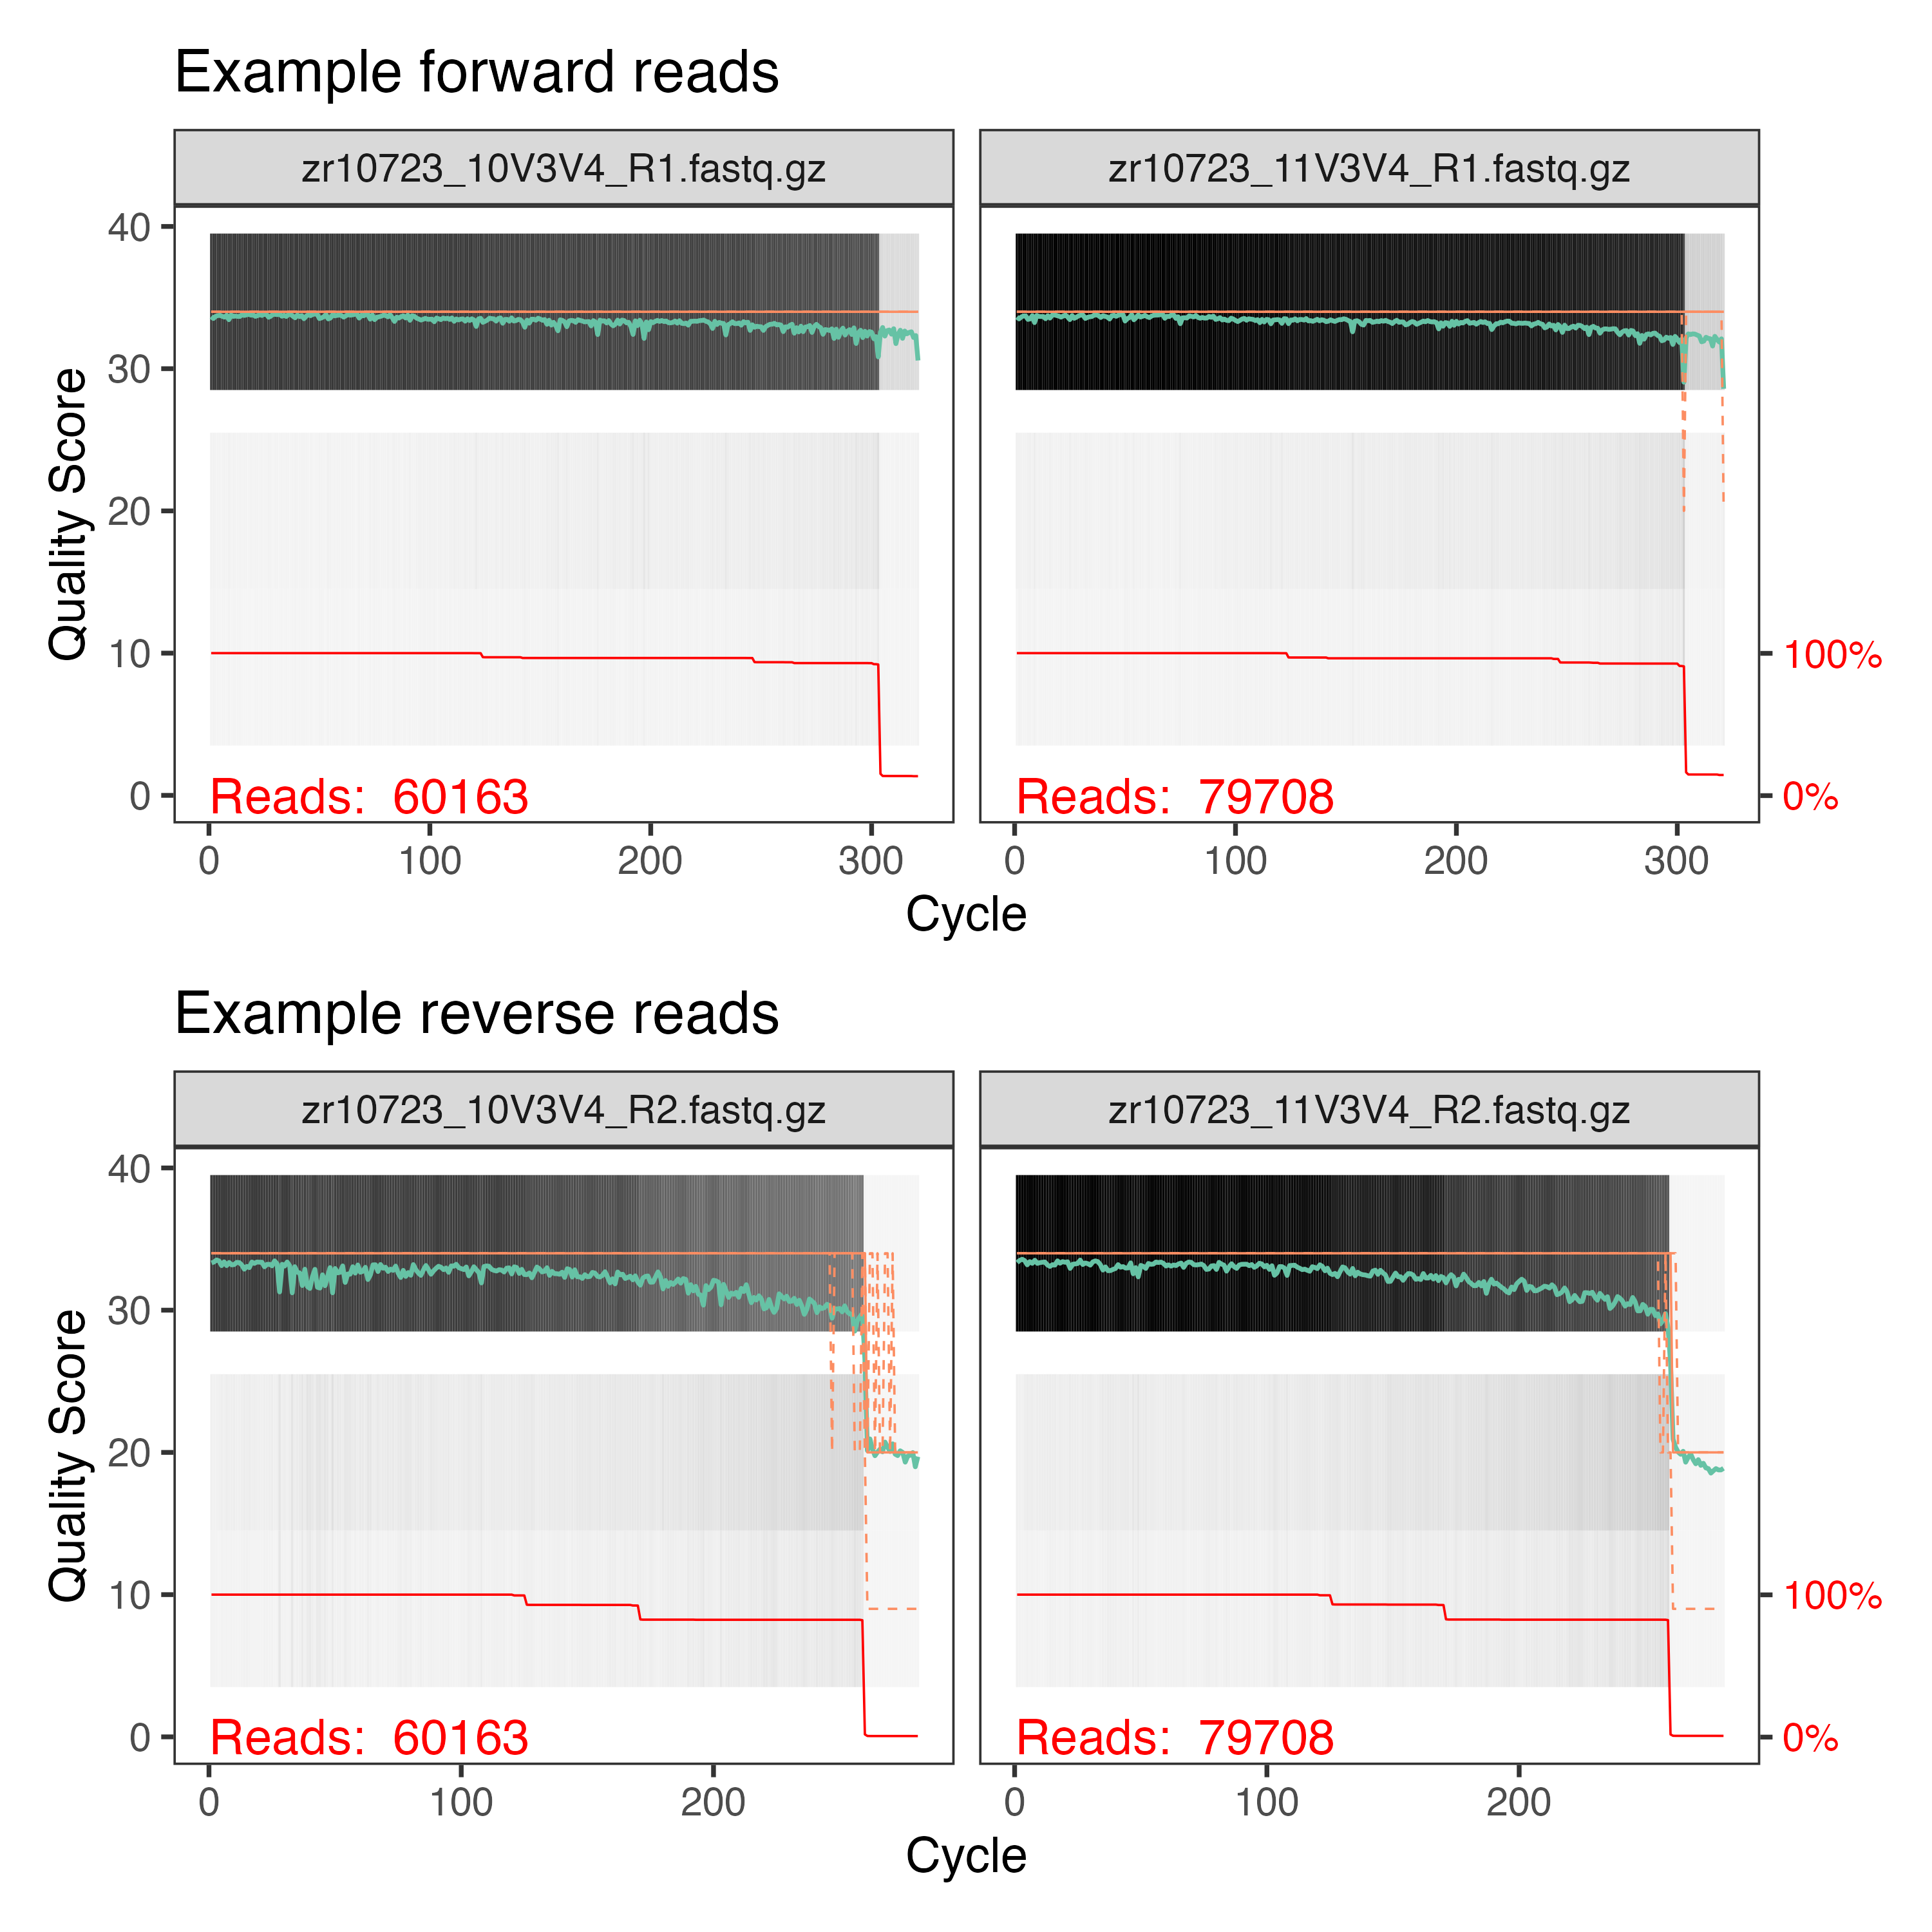 Example forward reads
zr10723_10V3V4_R1.fastq.gz
zr10723_11V3V4_R1.fastq.gz
Quality Score
40
30
20
10
0
100%
0%
Reads: 60163
Reads: 79708
0 100 200 300
0 100 200 300
Cycle
Example reverse reads
zr10723_10V3V4_R2.fastq.gz
zr10723_11V3V4_R2.fastq.gz
Quality Score
40
30
20
10
0
100%
0%
Reads: 60163
Reads: 79708
0 100 200
0 100 200
Cycle